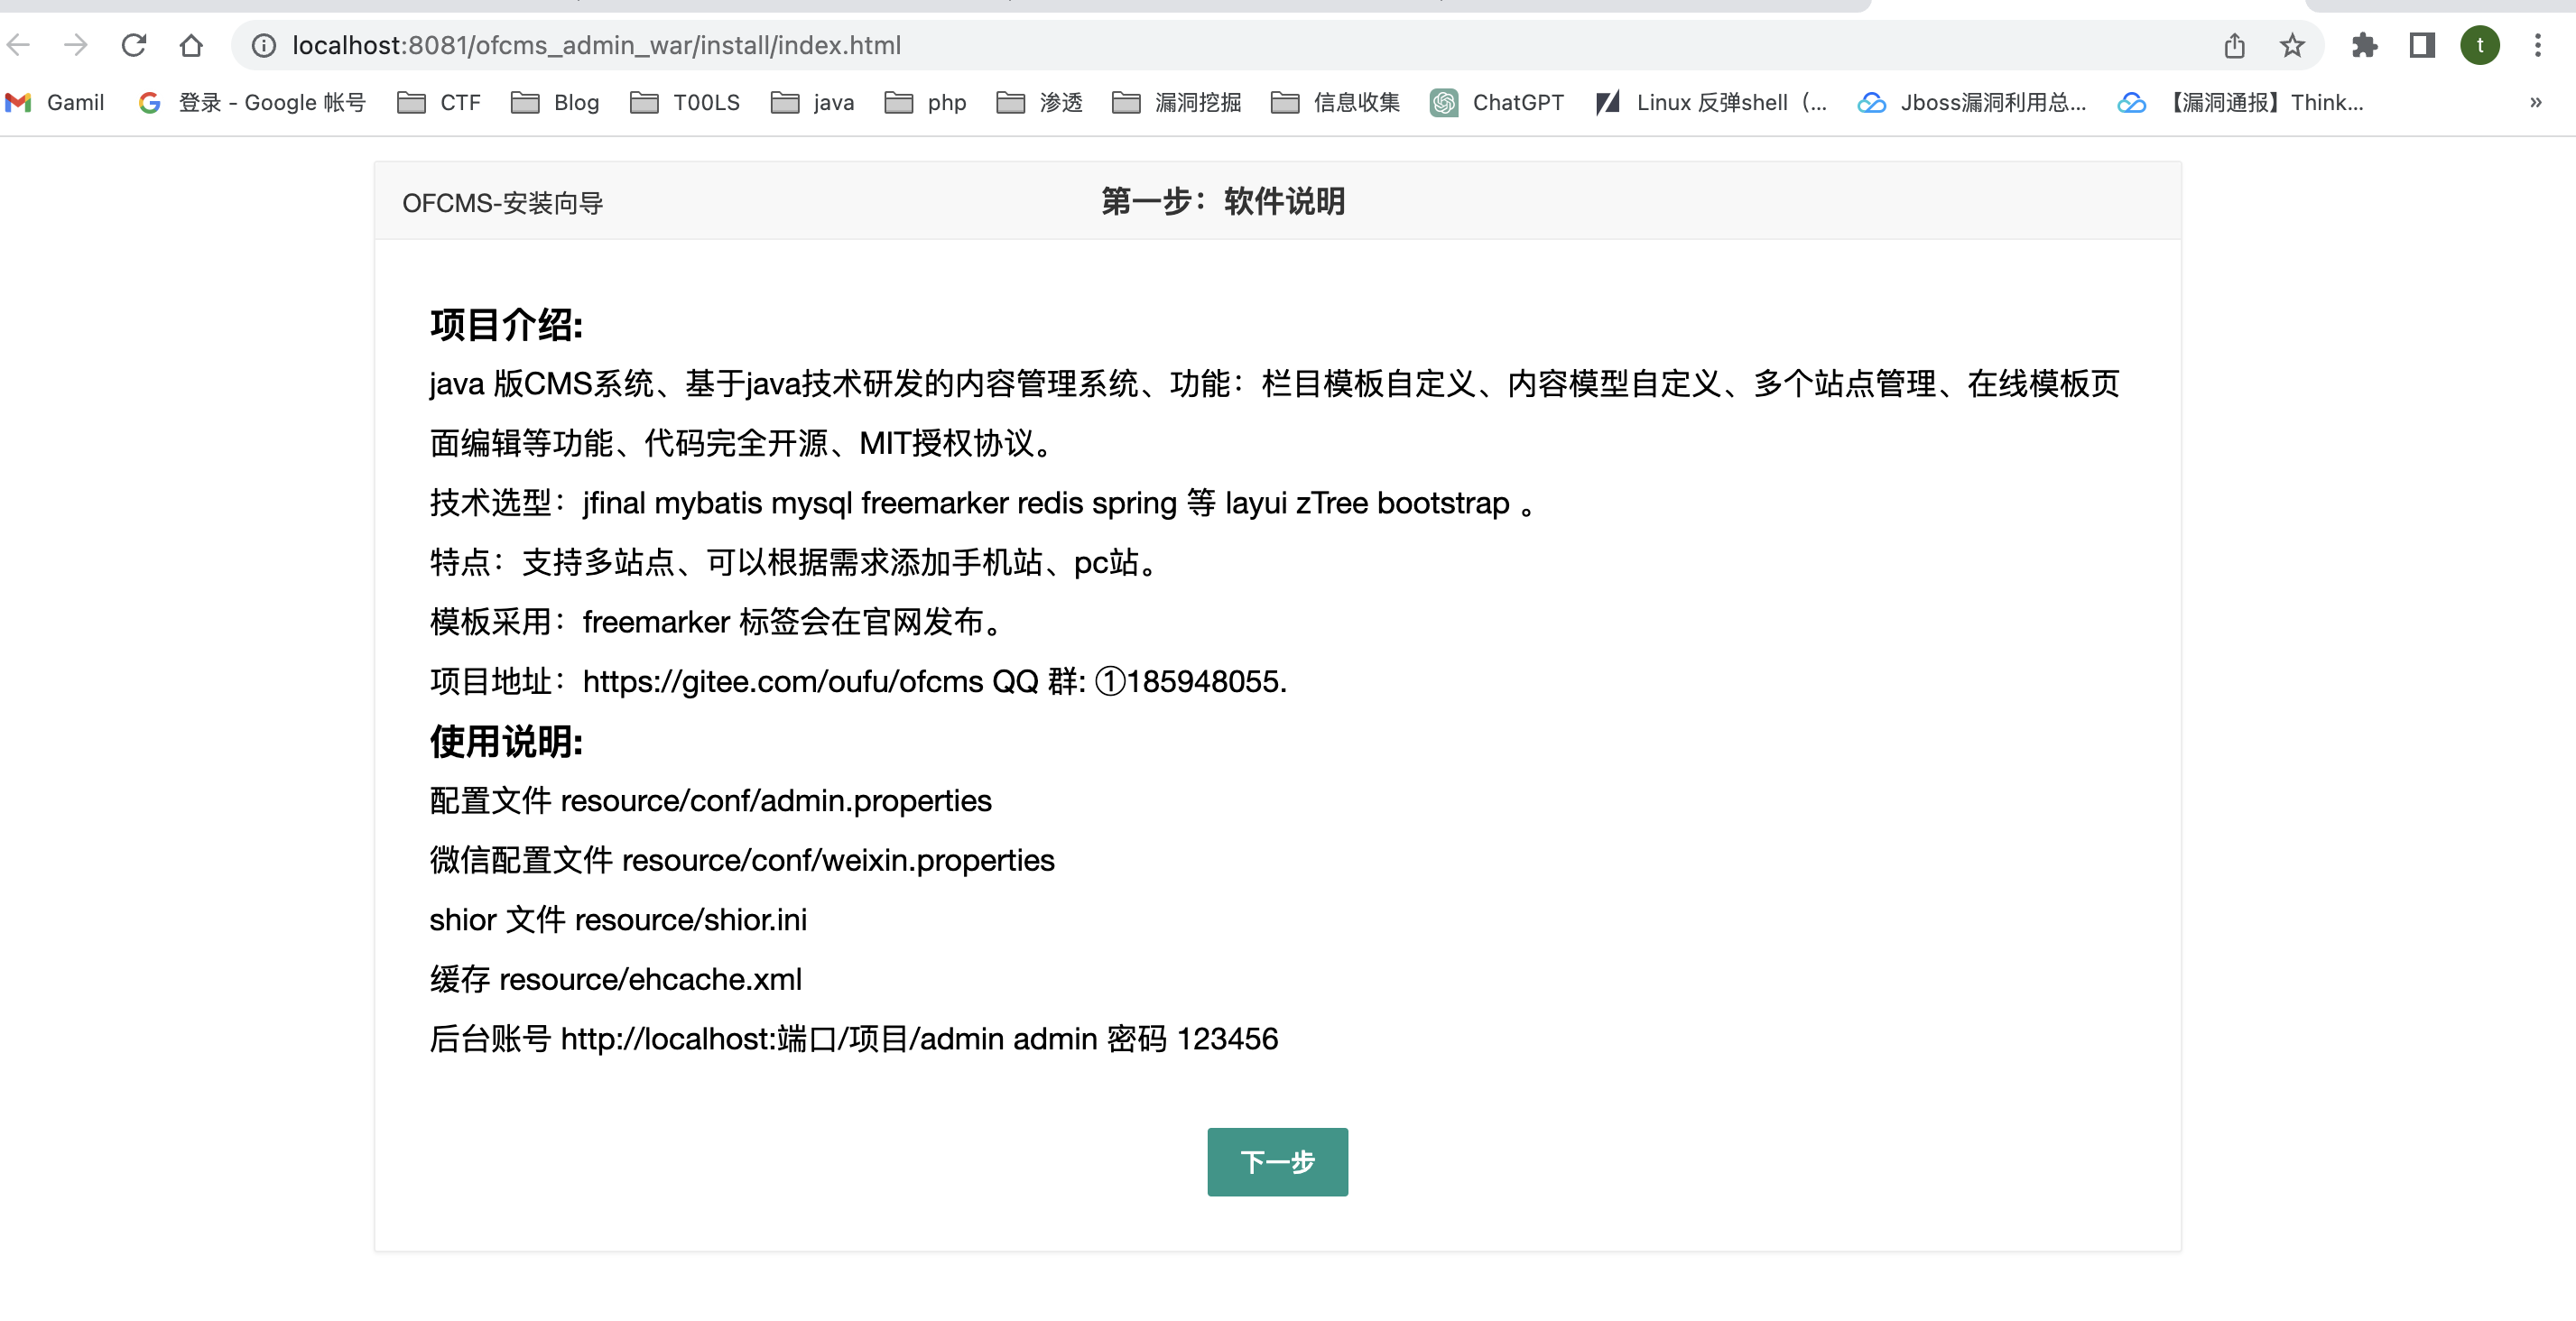 localhost:8081/ofcms_admin_war/install/index.html
t
Gamil 登录 - Google 帐号 CTF Blog T00LS java php 渗透 漏洞挖掘 信息收集 ChatGPT Linux 反弹shell（... Jboss漏洞利用总... 【漏洞通报】Think... »
OFCMS-安装向导 第一步：软件说明
项目介绍:
java 版CMS系统、基于java技术研发的内容管理系统、功能：栏目模板自定义、内容模型自定义、多个站点管理、在线模板页
面编辑等功能、代码完全开源、MIT授权协议。
技术选型：jfinal mybatis mysql freemarker redis spring 等 layui zTree bootstrap 。
特点：支持多站点、可以根据需求添加手机站、pc站。
模板采用：freemarker 标签会在官网发布。
项目地址：https://gitee.com/oufu/ofcms QQ 群: ①185948055.
使用说明:
配置文件 resource/conf/admin.properties
微信配置文件 resource/conf/weixin.properties
shior 文件 resource/shior.ini
缓存 resource/ehcache.xml
后台账号 http://localhost:端口/项目/admin admin 密码 123456
下一步